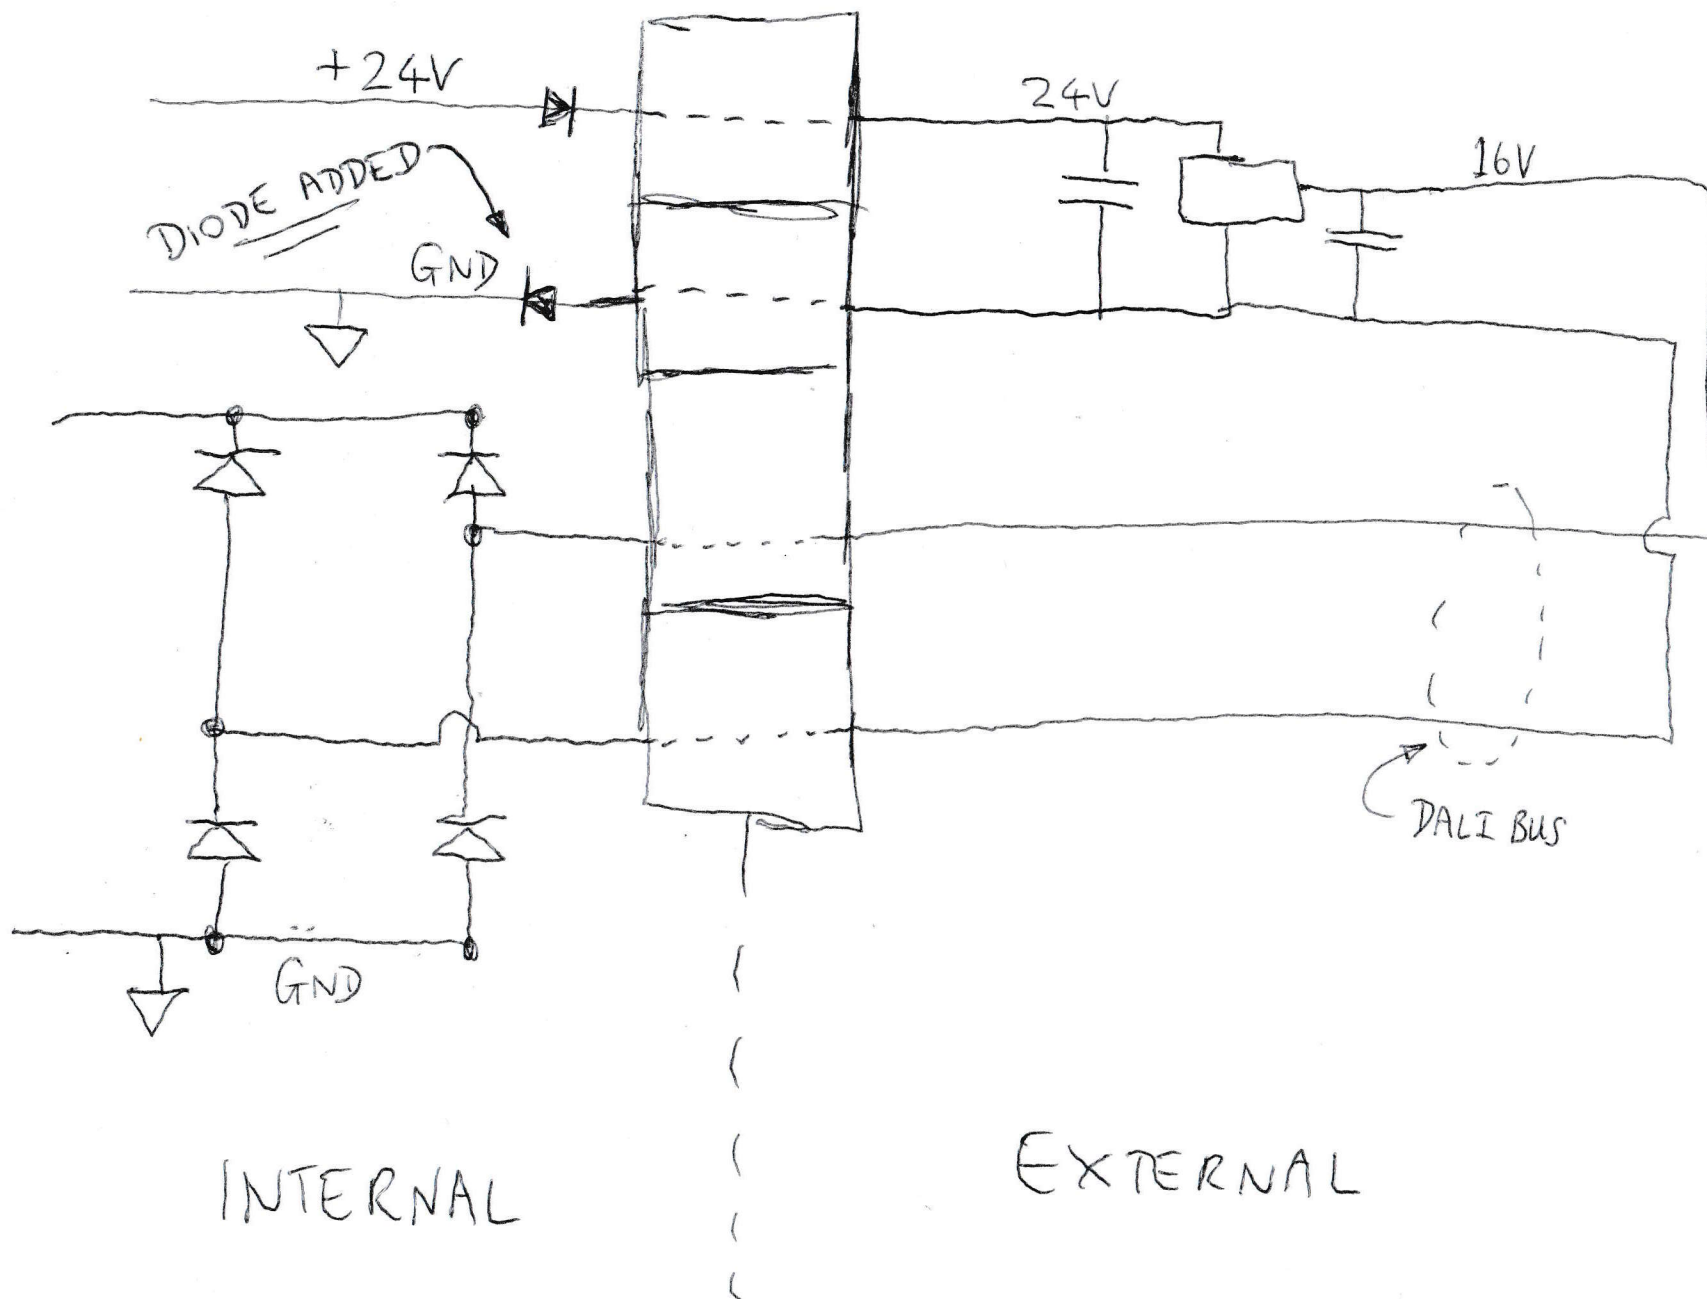 +24V
24V
16V
DIODE ADDED
GND
DALI BUS
GND
INTERNAL
EXTERNAL